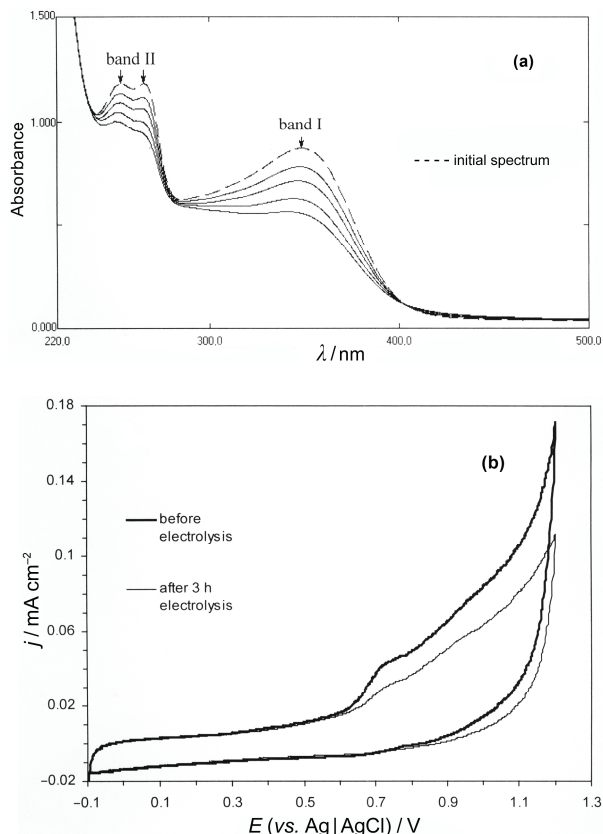 1.500
band II
(a)
band I
1.000
Absorbance
initial spectrum
0.000
220.0
300.0
400.0
500.0
λ / nm
0.18
(b)
0.14
before
electrolysis
0.1
after 3 h
electrolysis
0.06
j / mA cm⁻²
0.02
−0.02
−0.1
0.1
0.3
0.5
0.7
0.9
1.1
1.3
E (vs. Ag|AgCl) / V